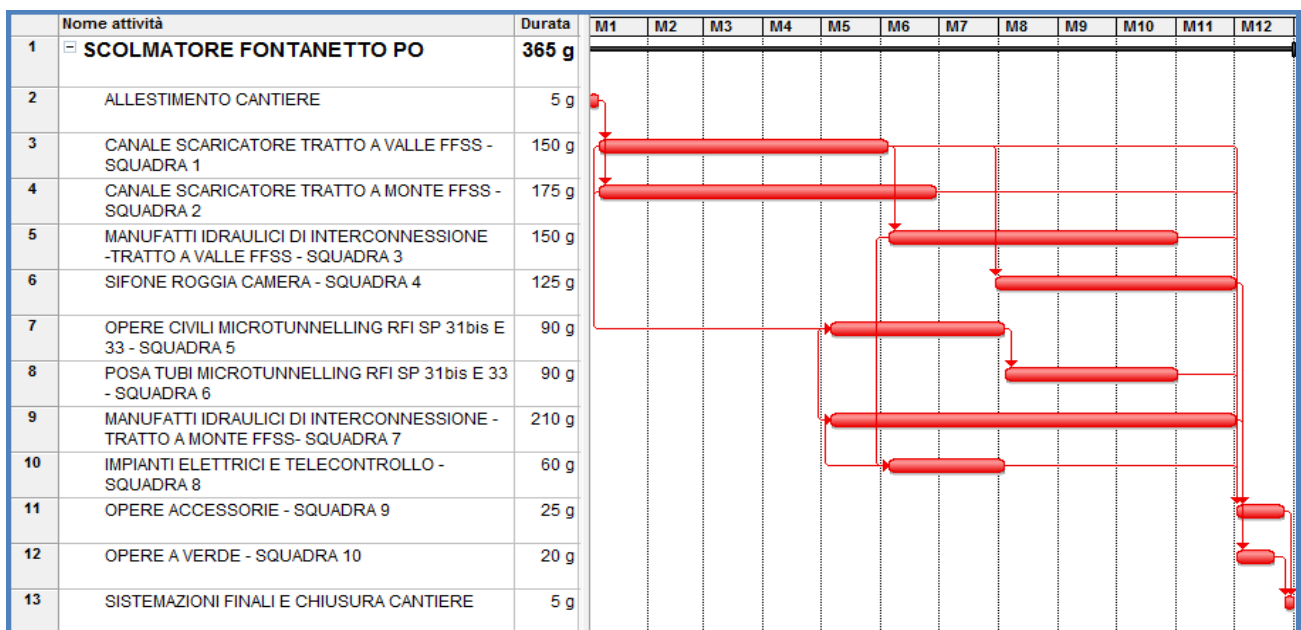 Nome attività Durata M1 M2 M3 M4 M5 M6 M7 M8 M9 M10 M11 M12
1 SCOLMATORE FONTANETTO PO 365 g
2 ALLESTIMENTO CANTIERE 5 g
3 CANALE SCARICATORE TRATTO A VALLE FFSS - 150 g
SQUADRA 1
4 CANALE SCARICATORE TRATTO A MONTE FFSS - 175 g
SQUADRA 2
5 MANUFATTI IDRAULICI DI INTERCONNESSIONE 150 g
-TRATTO A VALLE FFSS - SQUADRA 3
6 SIFONE ROGGIA CAMERA - SQUADRA 4 125 g
7 OPERE CIVILI MICROTUNNELLING RFI SP 31bis E 90 g
33 - SQUADRA 5
8 POSA TUBI MICROTUNNELLING RFI SP 31bis E 33 90 g
- SQUADRA 6
9 MANUFATTI IDRAULICI DI INTERCONNESSIONE - 210 g
TRATTO A MONTE FFSS- SQUADRA 7
10 IMPIANTI ELETTRICI E TELECONTROLLO - 60 g
SQUADRA 8
11 OPERE ACCESSORIE - SQUADRA 9 25 g
12 OPERE A VERDE - SQUADRA 10 20 g
13 SISTEMAZIONI FINALI E CHIUSURA CANTIERE 5 g